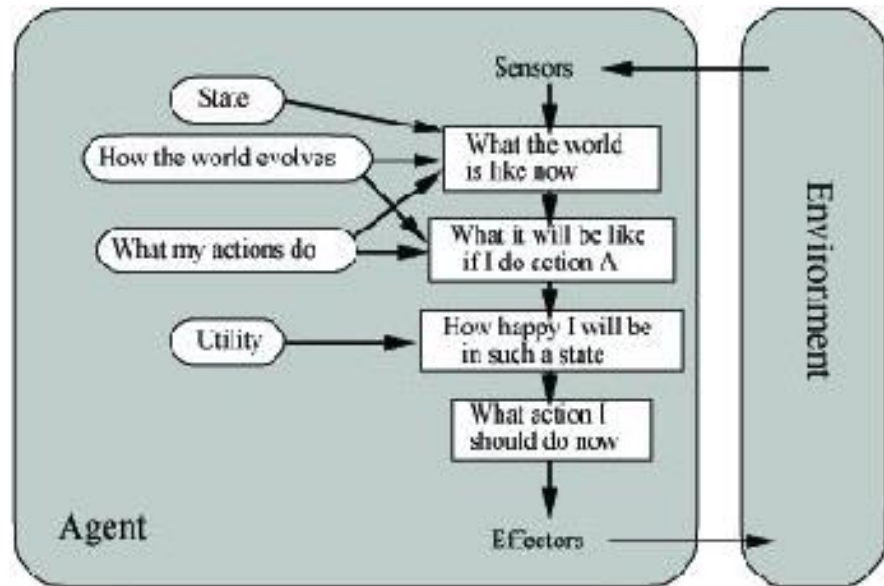 Sensors
State
What the world
is like now
How the world evolves
What it will be like
if I do action A
What my actions do
How happy I will be
in such a state
Utility
What action I
should do now
Agent
Effectors
Environment